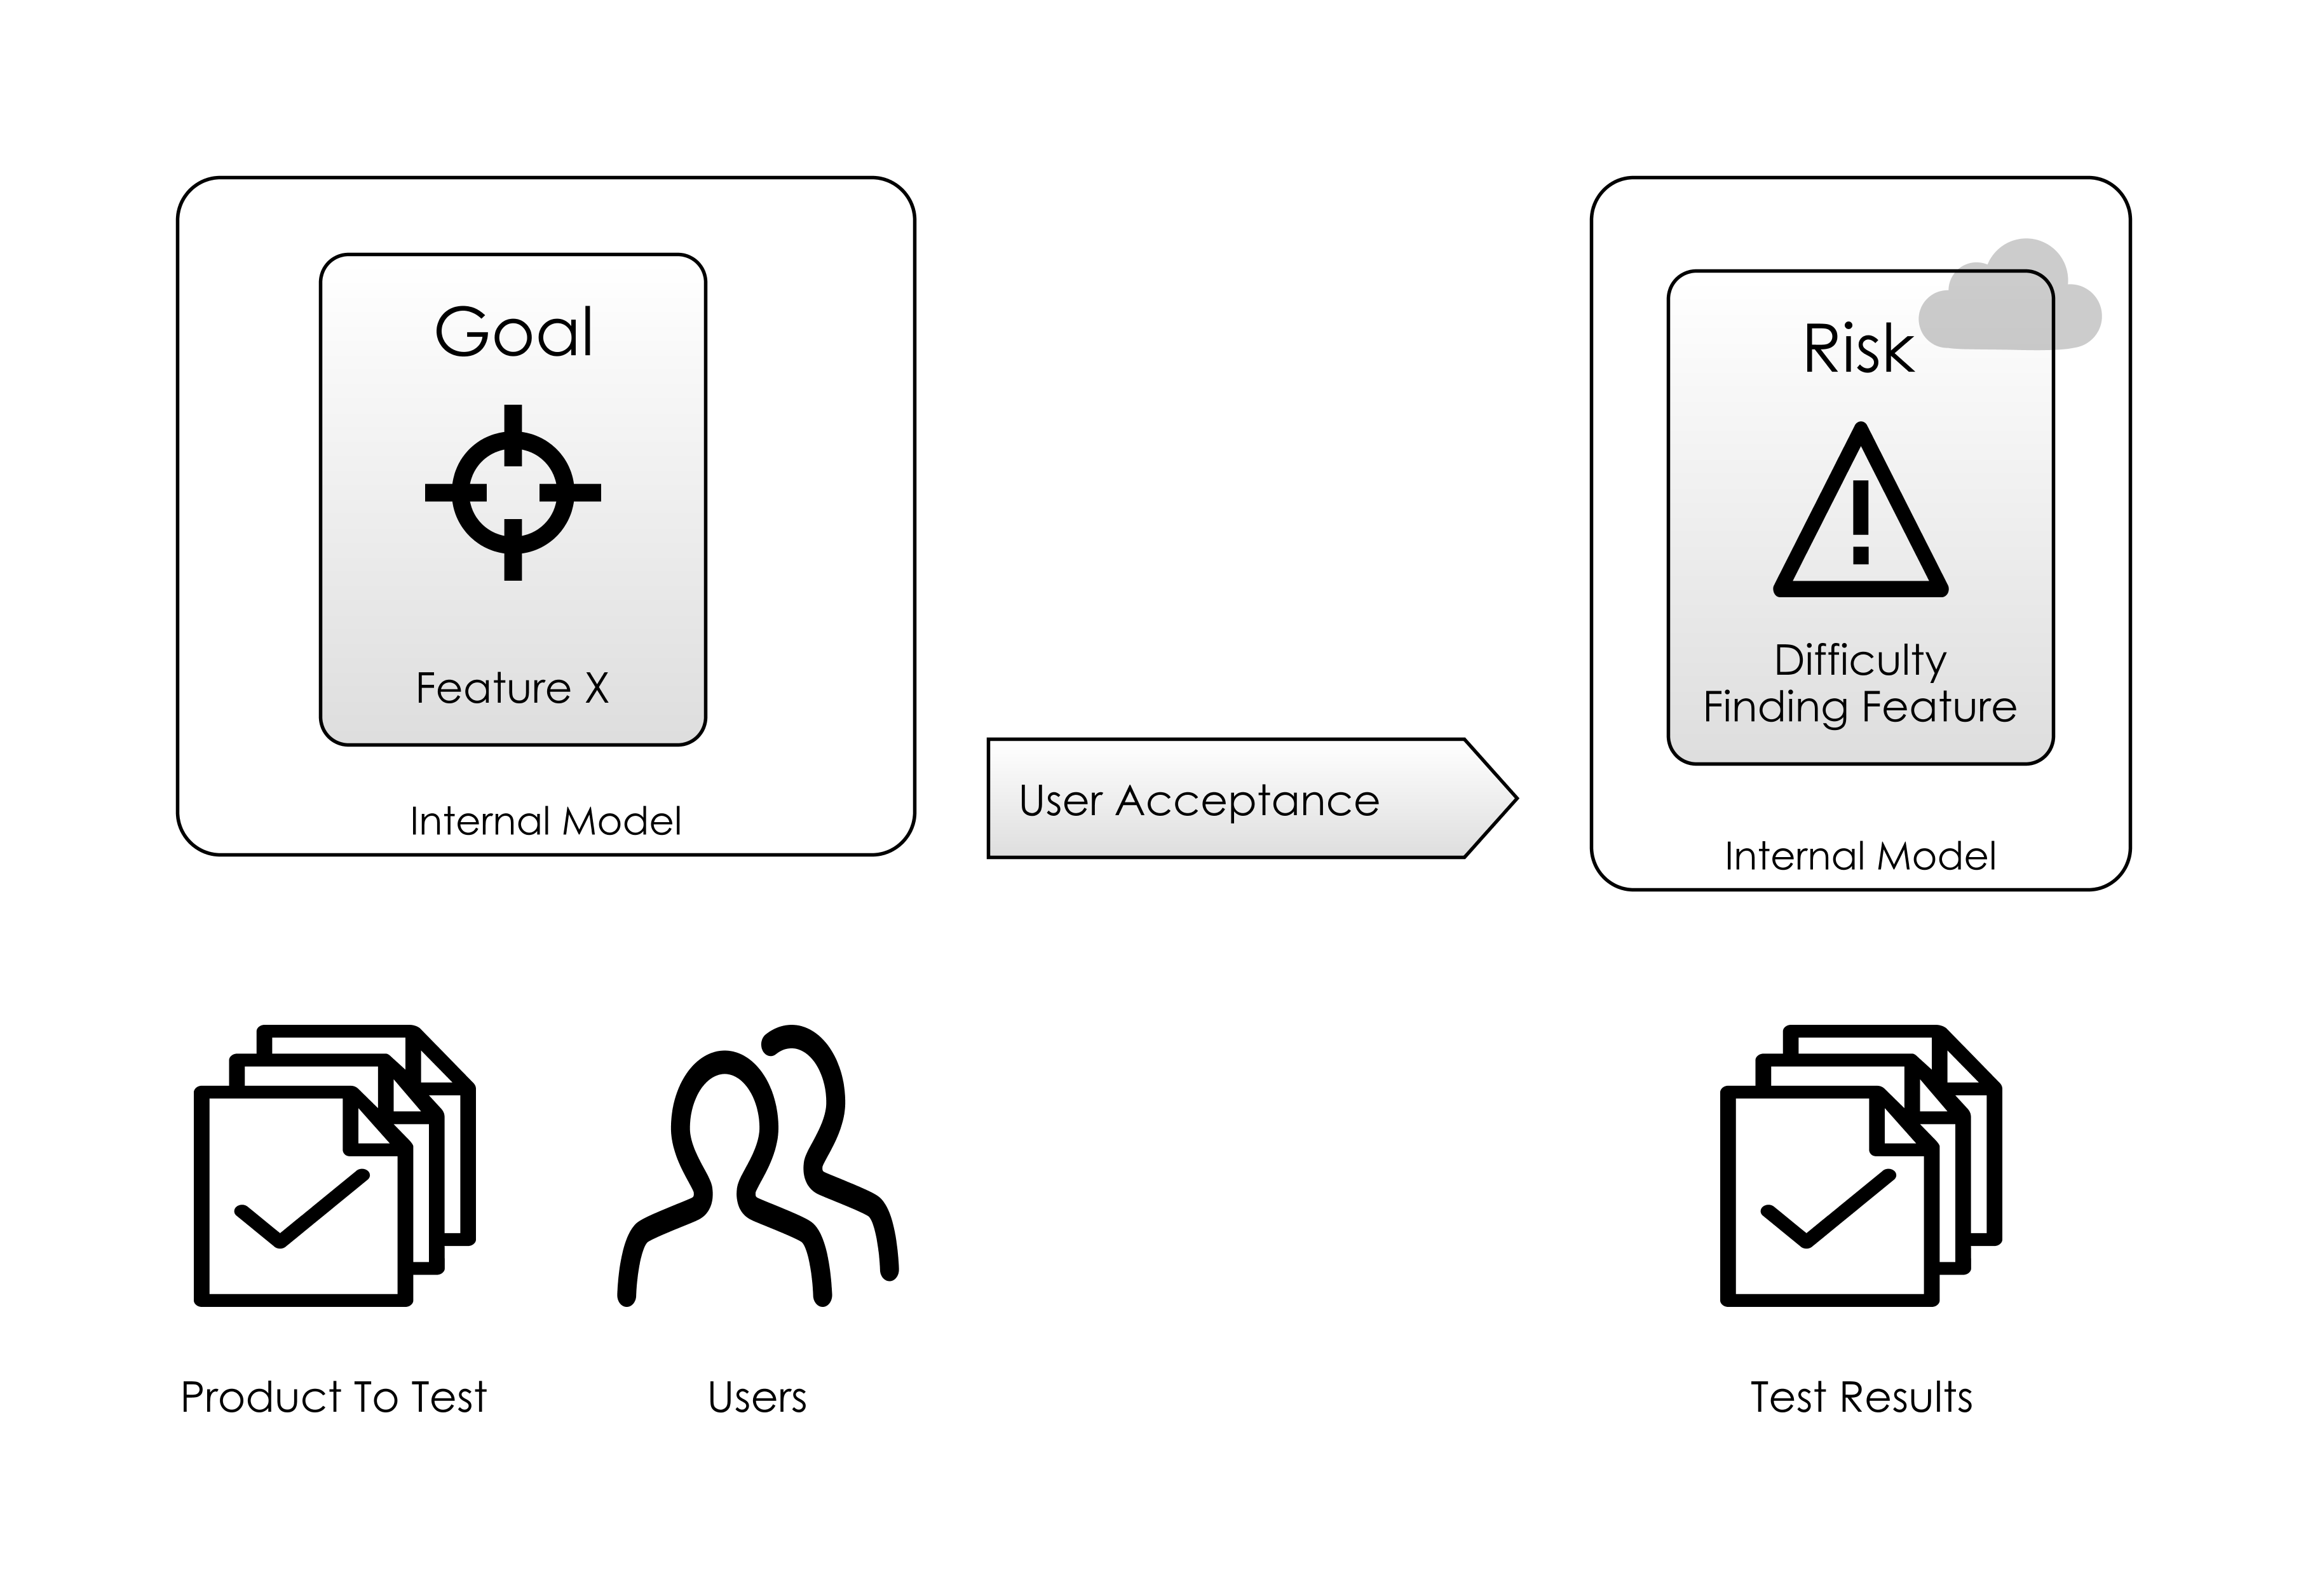 Goal
Feature X
Internal Model
User Acceptance
Risk
Difficulty
Finding Feature
Internal Model
Product To Test
Users
Test Results